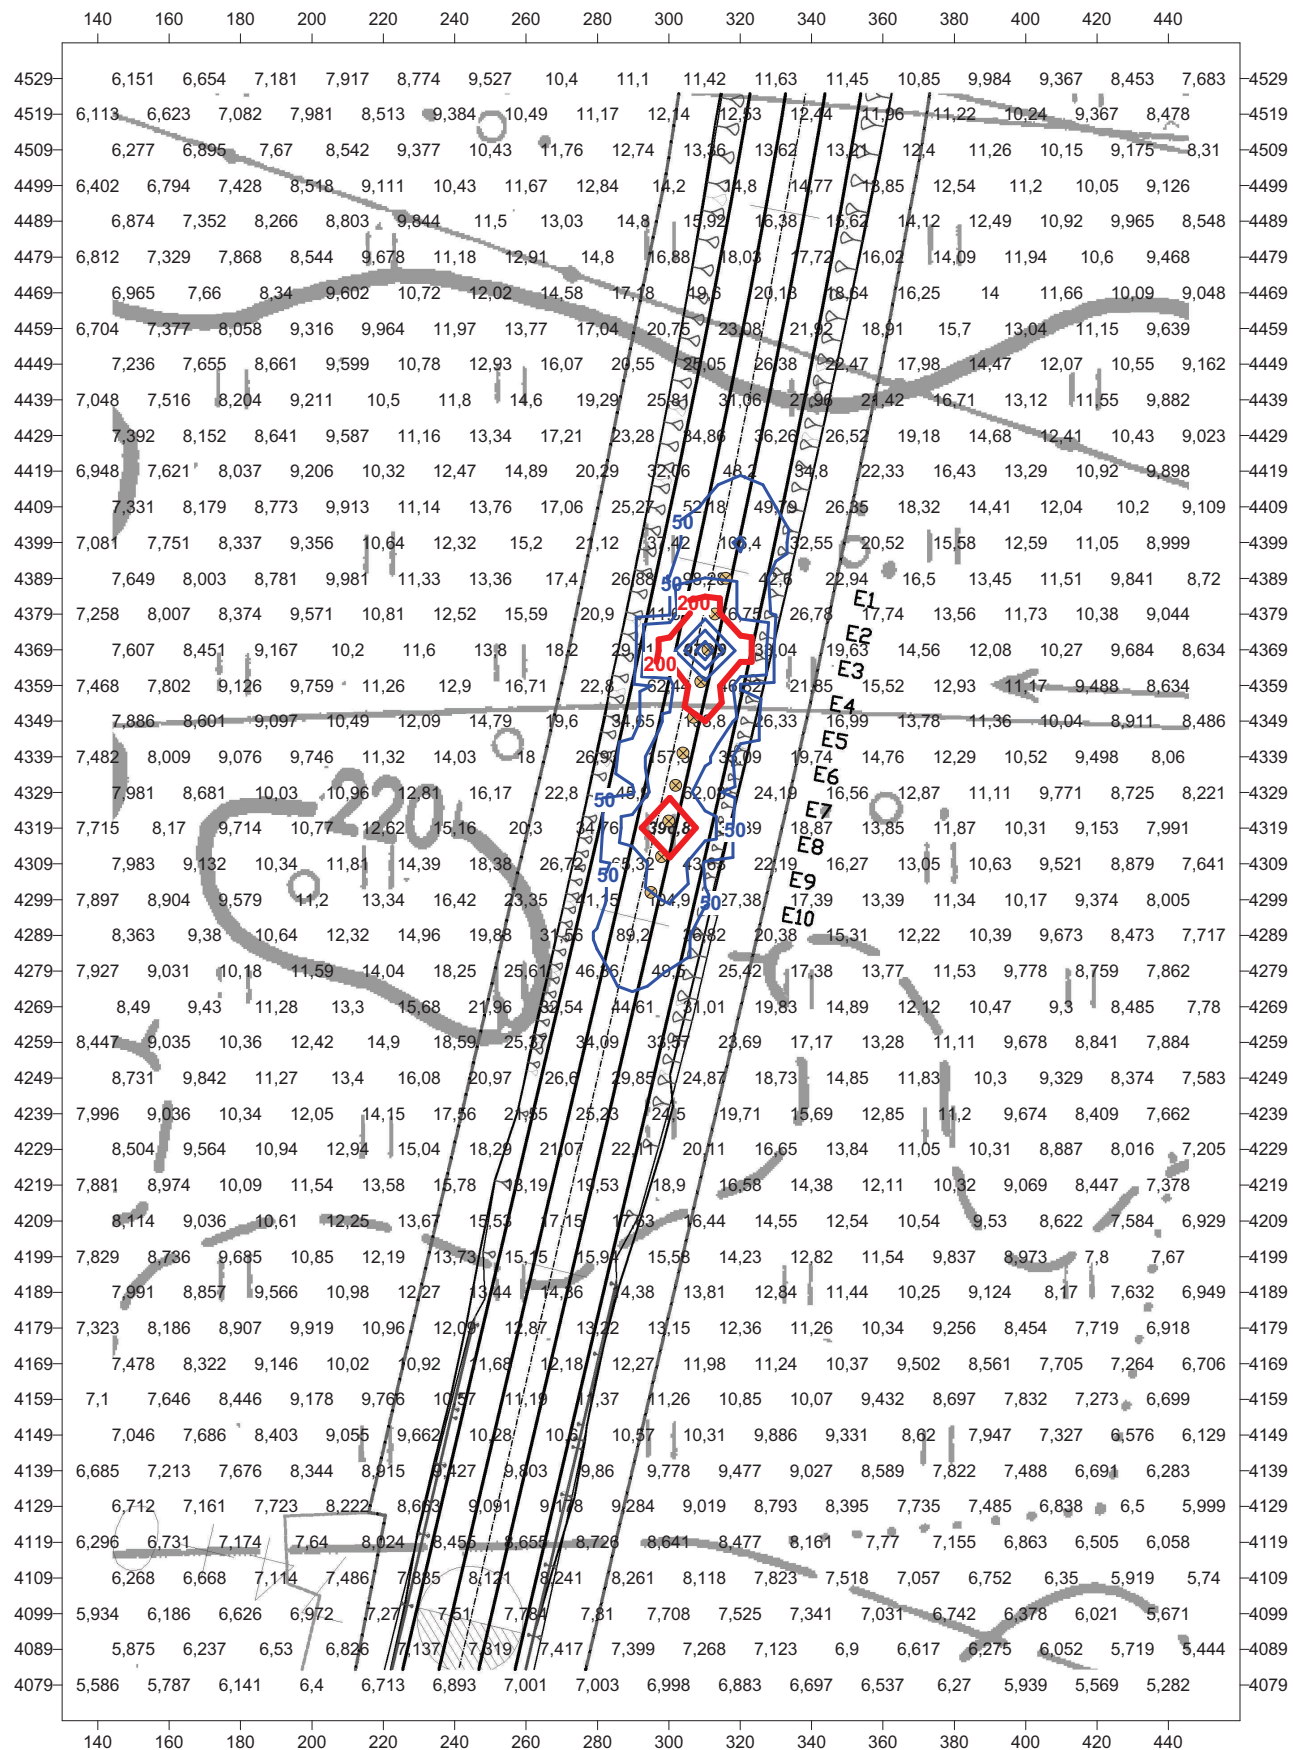 140 160 180 200 220 240 260 280 300 320 340 360 380 400 420 440
4529 6,151 6,654 7,181 7,917 8,774 9,527 10,4 11,1 11,42 11,63 11,45 10,85 9,984 9,367 8,453 7,683 4529
4519 6,113 6,623 7,082 7,981 8,513 9,384 10,49 11,17 12,14 12,53 12,44 11,96 11,22 10,24 9,367 8,478 4519
4509 6,277 6,895 7,67 8,542 9,377 10,43 11,76 12,74 13,36 13,62 12,4 11,26 10,15 9,175 8,31 4509
4499 6,402 6,794 7,428 8,518 9,111 10,43 11,67 12,84 14,2 14,8 14,77 13,85 12,54 11,2 10,05 9,126 4499
4489 6,874 7,352 8,266 8,803 9,844 11,5 13,03 14,8 15,92 16,38 15,62 14,12 12,49 10,92 9,965 8,548 4489
4479 6,812 7,329 7,868 8,544 9,678 11,18 12,91 14,8 16,88 18,03 17,72 16,02 14,09 11,94 10,6 9,468 4479
4469 6,965 7,66 8,34 9,602 10,72 12,02 14,58 17,18 19,6 20,13 18,64 16,25 14 11,66 10,09 9,048 4469
4459 6,704 7,377 8,058 9,316 9,964 11,97 13,77 17,04 20,75 23,08 21,92 18,91 15,7 13,04 11,15 9,639 4459
4449 7,236 7,655 8,661 9,599 10,78 12,93 16,07 20,55 25,05 26,38 22,47 17,98 14,47 12,07 10,55 9,162 4449
4439 7,048 7,516 8,204 9,211 10,5 11,8 14,6 19,29 25,81 31,06 27,96 21,42 16,71 13,12 11,55 9,882 4439
4429 7,392 8,152 8,641 9,587 11,16 13,34 17,21 23,28 34,86 36,26 26,52 19,18 14,68 12,41 10,43 9,023 4429
4419 6,948 7,621 8,037 9,206 10,32 12,47 14,89 20,29 32,06 48,2 34,8 22,33 16,43 13,29 10,92 9,898 4419
4409 7,331 8,179 8,773 9,913 11,14 13,76 17,06 25,27 52,18 49,79 26,35 18,32 14,41 12,04 10,2 9,109 4409
50
4399 7,081 7,751 8,337 9,356 10,64 12,32 15,2 21,12 37,42 32,55 20,52 15,58 12,59 11,05 8,999 4399
4389 7,649 8,003 8,781 9,981 11,33 13,36 17,4 26,88 42,6 22,94 16,5 13,45 11,51 9,841 8,72 4389
50
E1
200
4379 7,258 8,007 8,374 9,571 10,81 12,52 15,59 20,9 26,78 17,74 13,56 11,73 10,38 9,044 4379
E2
4369 7,607 8,451 9,167 10,2 11,6 13,8 18,2 19,63 14,56 12,08 10,27 9,684 8,634 4369
200 E3
4359 7,468 7,802 9,126 9,759 11,26 12,9 16,71 22,8 62,44 21,85 15,52 12,93 11,17 9,488 8,634 4359
E4
4349 7,886 8,601 9,097 10,49 12,09 14,79 19,6 34,65 26,33 16,99 13,78 11,36 10,04 8,911 8,486 4349
E5
4339 7,482 8,009 9,076 9,746 11,32 14,03 18 19,74 14,76 12,29 10,52 9,498 8,06 4339
E6
4329 7,981 8,681 10,03 10,96 12,81 16,17 22,8 24,19 16,56 12,87 11,11 9,771 8,725 8,221 4329
220
50 E7
4319 7,715 8,17 9,714 10,77 12,62 15,16 20,3 34,76 396,8 50 18,87 13,85 11,87 10,31 9,153 7,991 4319
E8
4309 7,983 9,132 10,34 11,81 14,39 18,38 26,72 22,19 16,27 13,05 10,63 9,521 8,879 7,641 4309
50 E9
4299 7,897 8,904 9,579 11,2 13,34 16,42 23,35 41,15 50 27,38 17,39 13,39 11,34 10,17 9,374 8,005 4299
E10
4289 8,363 9,38 10,64 12,32 14,96 19,88 31,56 89,2 36,82 20,38 15,31 12,22 10,39 9,673 8,473 7,717 4289
4279 7,927 9,031 10,18 11,59 14,04 18,25 25,61 46,86 49,5 25,42 17,38 13,77 11,53 9,778 8,759 7,862 4279
4269 8,49 9,43 11,28 13,3 15,68 21,96 32,54 44,61 31,01 19,83 14,89 12,12 10,47 9,3 8,485 7,78 4269
4259 8,447 9,035 10,36 12,42 14,9 18,59 25,37 34,09 33,57 23,69 17,17 13,28 11,11 9,678 8,841 7,884 4259
4249 8,731 9,842 11,27 13,4 16,08 20,97 26,6 29,85 24,87 18,73 14,85 11,83 10,3 9,329 8,374 7,583 4249
4239 7,996 9,036 10,34 12,05 14,15 17,56 21,55 25,23 24,5 19,71 15,69 12,85 11,2 9,674 8,409 7,662 4239
4229 8,504 9,564 10,94 12,94 15,04 18,29 21,07 22,11 20,11 16,65 13,84 11,05 10,31 8,887 8,016 7,205 4229
4219 7,881 8,974 10,09 11,54 13,58 15,78 18,19 19,53 18,9 16,58 14,38 12,11 10,32 9,069 8,447 7,378 4219
4209 8,114 9,036 10,61 12,25 13,67 15,53 17,15 17,53 16,44 14,55 12,54 10,54 9,53 8,622 7,584 6,929 4209
4199 7,829 8,736 9,685 10,85 12,19 13,73 15,15 15,94 15,58 14,23 12,82 11,54 9,837 8,973 7,8 7,67 4199
4189 7,991 8,857 9,566 10,98 12,27 13,44 14,36 14,38 13,81 12,84 11,44 10,25 9,124 8,17 7,632 6,949 4189
4179 7,323 8,186 8,907 9,919 10,96 12,09 12,87 13,22 13,15 12,36 11,26 10,34 9,256 8,454 7,719 6,918 4179
4169 7,478 8,322 9,146 10,02 10,92 11,68 12,18 12,27 11,98 11,24 10,37 9,502 8,561 7,705 7,264 6,706 4169
4159 7,1 7,646 8,446 9,178 9,766 10,57 11,19 11,37 11,26 10,85 10,07 9,432 8,697 7,832 7,273 6,699 4159
4149 7,046 7,686 8,403 9,055 9,662 10,28 10,6 10,57 10,31 9,886 9,331 8,62 7,947 7,327 6,576 6,129 4149
4139 6,685 7,213 7,676 8,344 8,915 9,427 9,803 9,86 9,778 9,477 9,027 8,589 7,822 7,488 6,691 6,283 4139
4129 6,712 7,161 7,723 8,222 8,663 9,091 9,178 9,284 9,019 8,793 8,395 7,735 7,485 6,838 6,5 5,999 4129
4119 6,296 6,731 7,174 7,64 8,024 8,455 8,655 8,726 8,641 8,477 8,161 7,77 7,155 6,863 6,505 6,058 4119
4109 6,268 6,668 7,114 7,486 7,835 8,121 8,241 8,261 8,118 7,823 7,518 7,057 6,752 6,35 5,919 5,74 4109
4099 5,934 6,186 6,626 6,972 7,27 7,51 7,784 7,81 7,708 7,525 7,341 7,031 6,742 6,378 6,021 5,671 4099
4089 5,875 6,237 6,53 6,826 7,137 7,319 7,417 7,399 7,268 7,123 6,9 6,617 6,275 6,052 5,719 5,444 4089
4079 5,586 5,787 6,141 6,4 6,713 6,893 7,001 7,003 6,998 6,883 6,697 6,537 6,27 5,939 5,569 5,282 4079
140 160 180 200 220 240 260 280 300 320 340 360 380 400 420 440